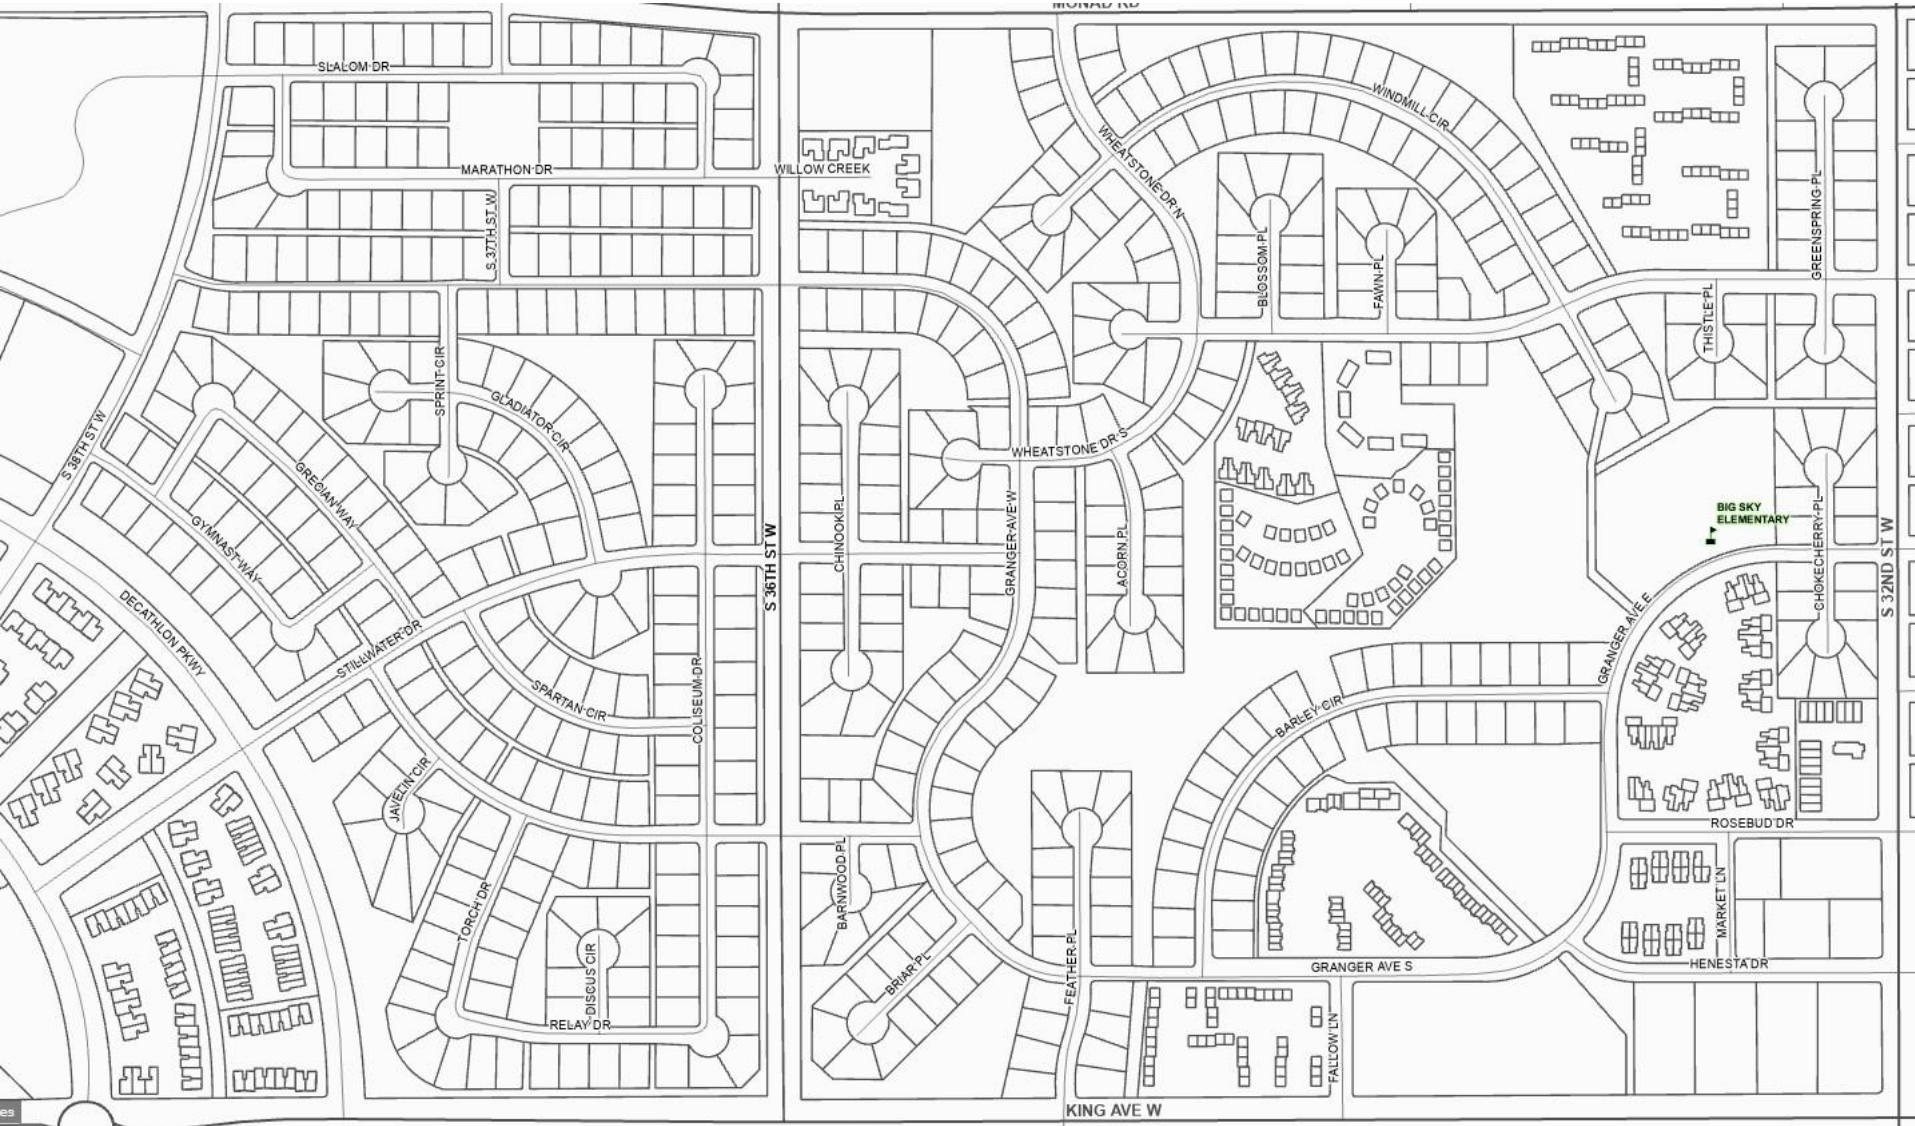 MONAD RD
SLALOM DR
WINDMILL CIR
WHEATSTONE DR N
MARATHON DR
WILLOW CREEK
S 37TH ST W
GREENSPRING PL
BLOSSOM PL
FAWN PL
THISTLE PL
SPRINT CIR
GLADIATOR CIR
S 38TH ST W
WHEATSTONE DR S
GRECIAN WAY
GYMNAST WAY
S 36TH ST W
CHINOOK PL
GRANGER AVE W
ACORN PL
BIG SKY
ELEMENTARY
CHOKECHERRY PL
S 32ND ST W
DECATHLON PKWY
STILLWATER DR
GRANGER AVE E
SPARTAN CIR
COLISEUM DR
BARLEY CIR
JAVELIN CIR
ROSEBUD DR
BARNWOOD PL
TORCH DR
MARKET LN
DISCUS CIR
BRIAR PL
FEATHER PL
GRANGER AVE S
HENESTA DR
RELAY DR
FALLOW LN
KING AVE W
es